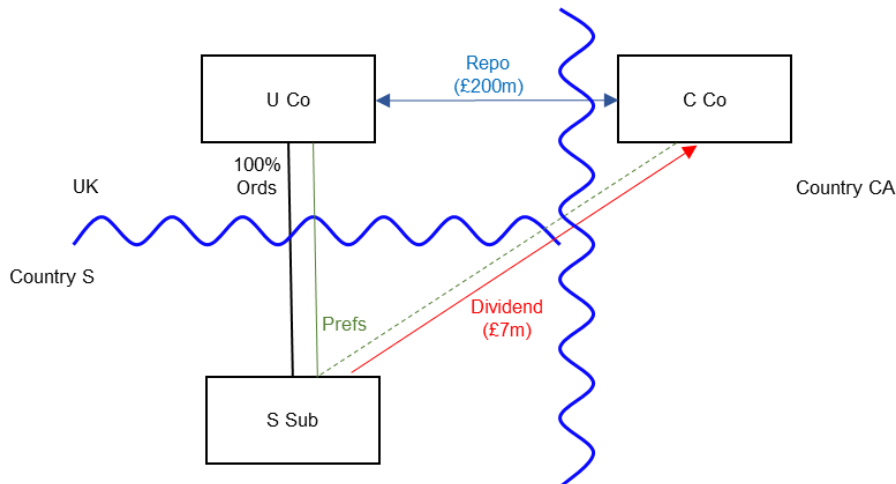 Repo
(£200m)
U Co
C Co
100%
Ords
UK
Country CA
Country S
Prefs
Dividend
(£7m)
S Sub